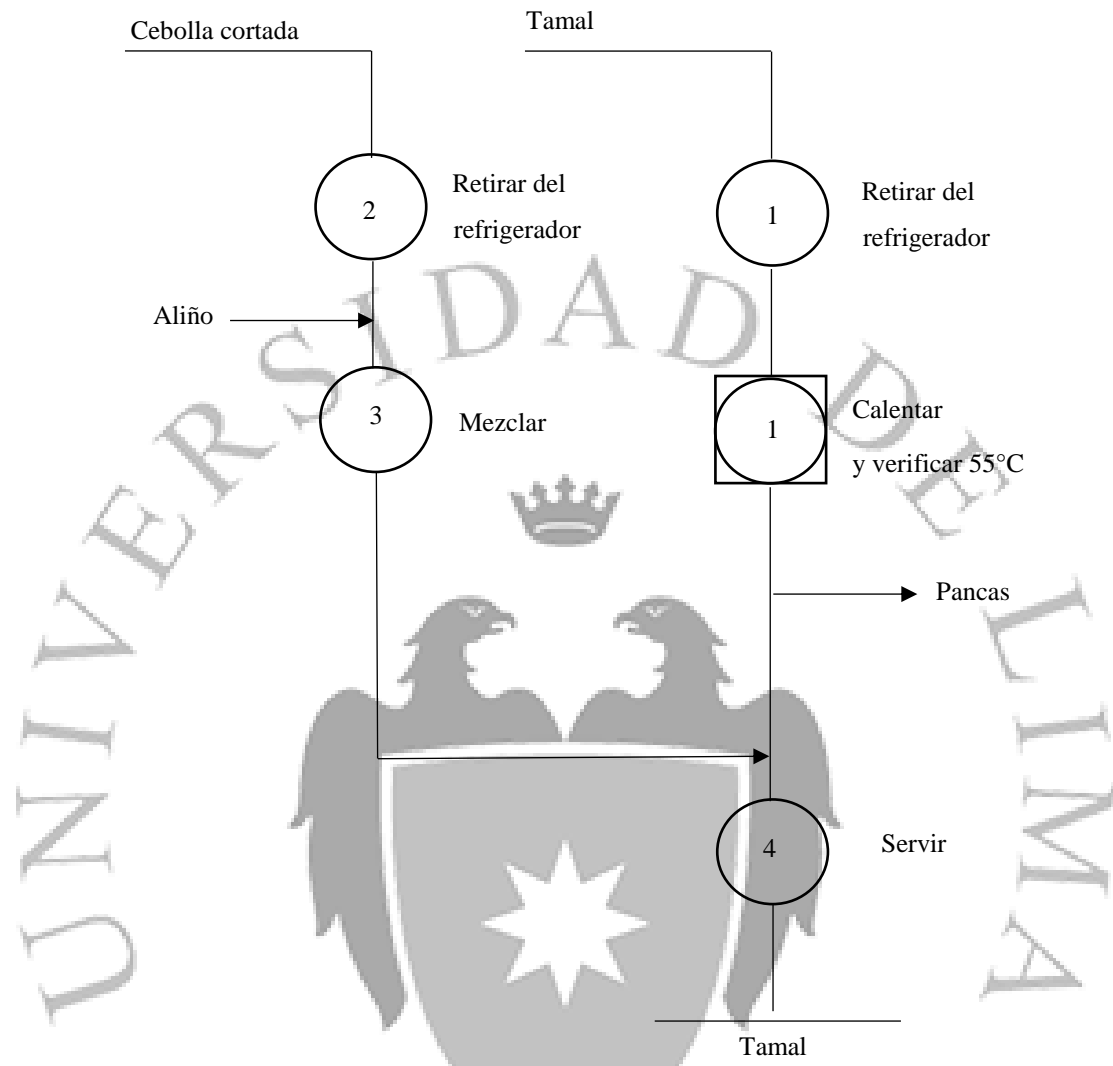 Cebolla cortada
Tamal
2
Retirar del
refrigerador
1
Retirar del
refrigerador
Aliño
3
Mezclar
1
Calentar
y verificar 55°C
Pancas
4
Servir
Tamal
UNIVERSIDAD DE LIMA